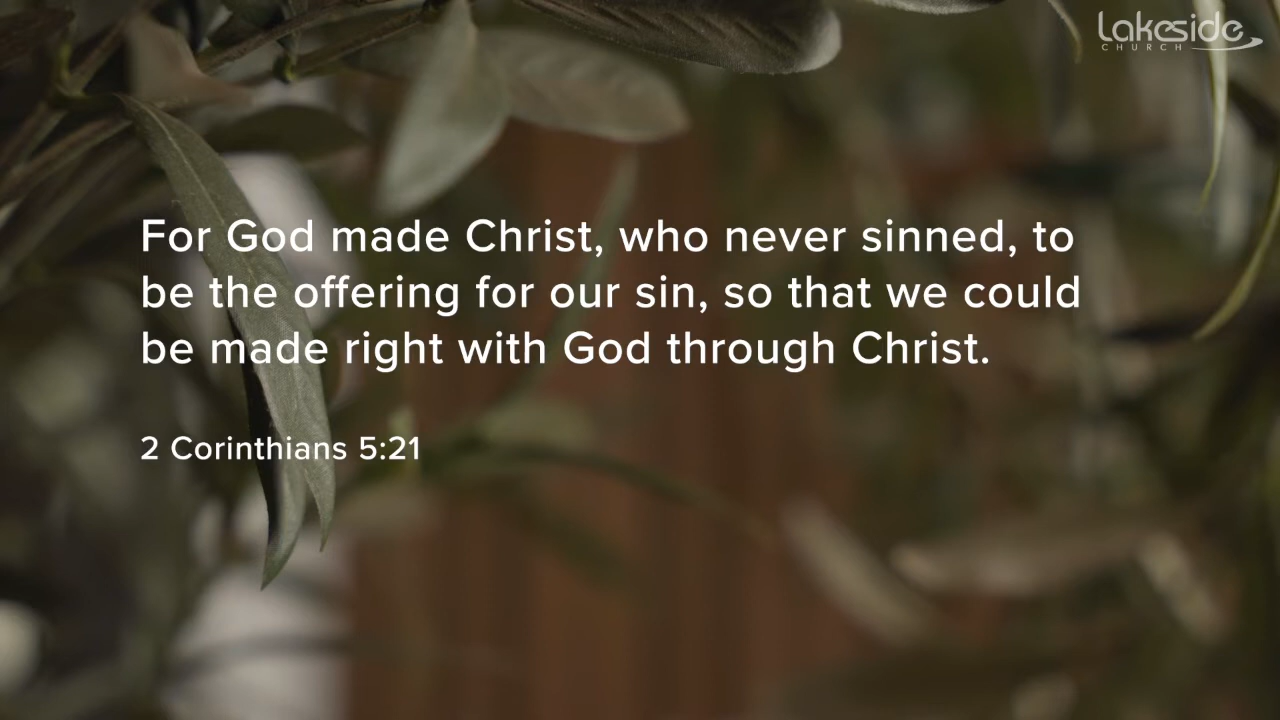 Lakeside
CHURCH
For God made Christ, who never sinned, to
be the offering for our sin, so that we could
be made right with God through Christ.
2 Corinthians 5:21